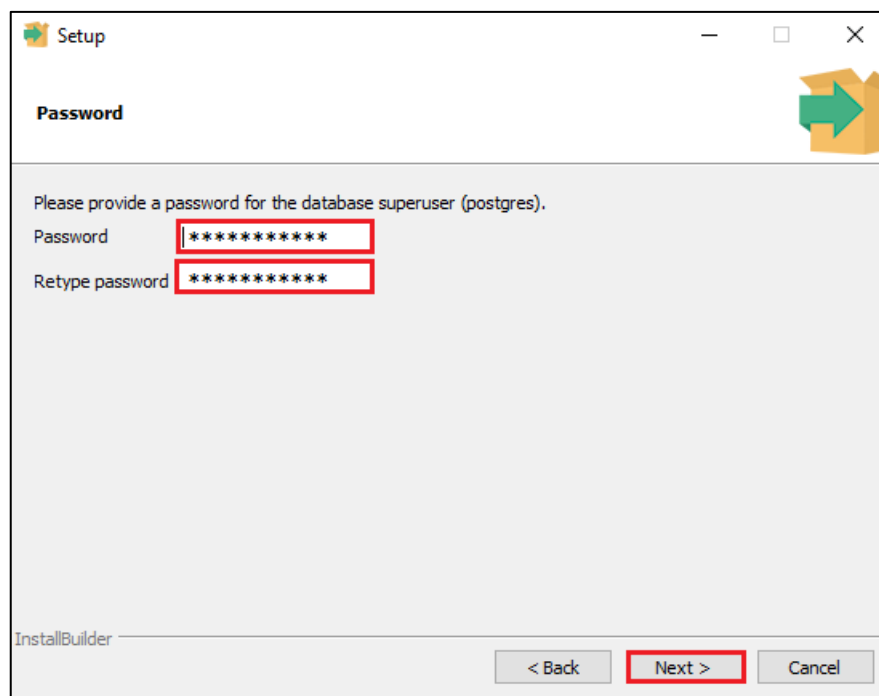 Setup
Password
Please provide a password for the database superuser (postgres).
Password ***********
Retype password ***********
InstallBuilder
< Back Next > Cancel